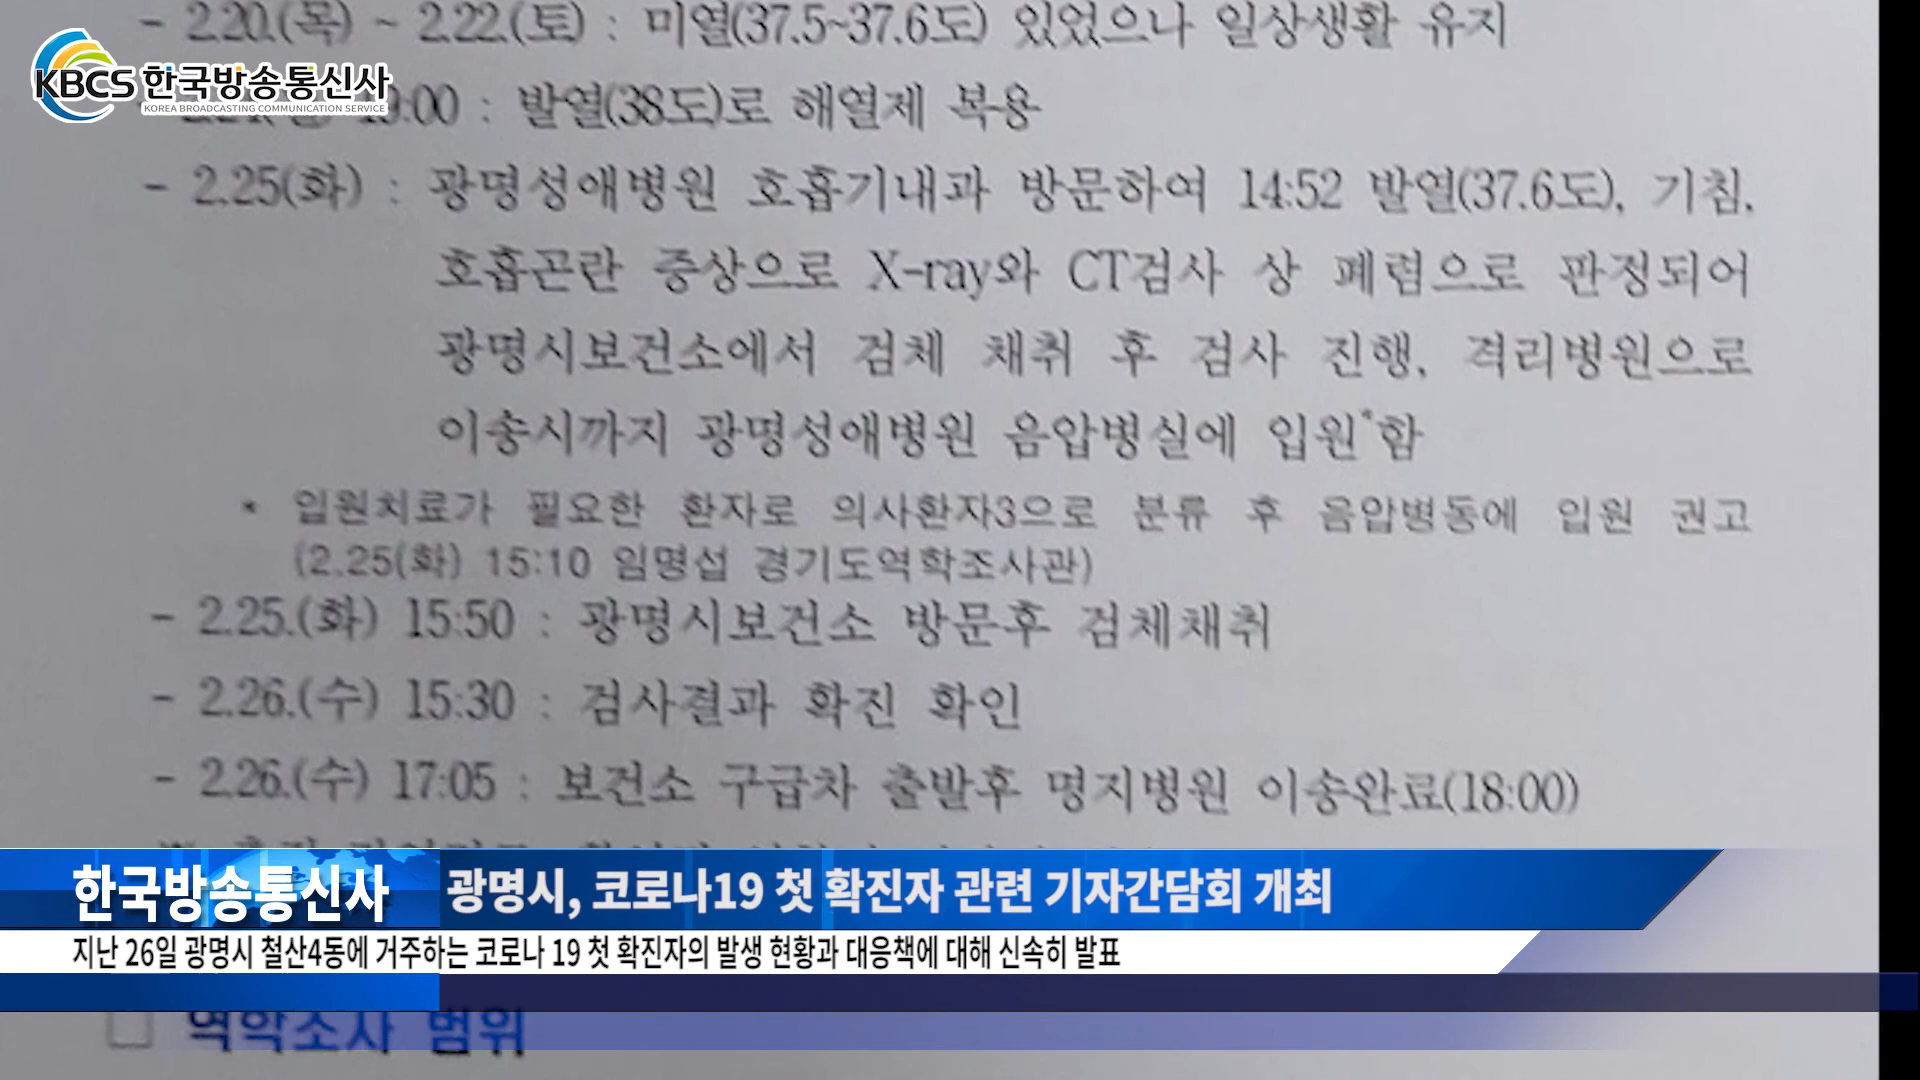 - 2.20.(목) ~ 2.22.(토) : 미열(37.5~37.6도) 있었으나 일상생활 유지
KBCS 한국방송통신사
KOREA BROADCASTING COMMUNICATION SERVICE
19:00 : 발열(38도)로 해열제 복용
- 2.25(화) : 광명성애병원 호흡기내과 방문하여 14:52 발열(37.6도), 기침,
호흡곤란 증상으로 X-ray와 CT검사 상 폐렴으로 판정되어
광명시보건소에서 검체 채취 후 검사 진행, 격리병원으로
이송시까지 광명성애병원 음압병실에 입원*함
* 입원치료가 필요한 환자로 의사환자3으로 분류 후 음압병동에 입원 권고
(2.25(화) 15:10 임명섭 경기도역학조사관)
- 2.25.(화) 15:50 : 광명시보건소 방문후 검체채취
- 2.26.(수) 15:30 : 검사결과 확진 확인
- 2.26.(수) 17:05 : 보건소 구급차 출발후 명지병원 이송완료(18:00)
한국방송통신사 광명시, 코로나19 첫 확진자 관련 기자간담회 개최
지난 26일 광명시 철산4동에 거주하는 코로나 19 첫 확진자의 발생 현황과 대응책에 대해 신속히 발표
□ 역학조사 범위